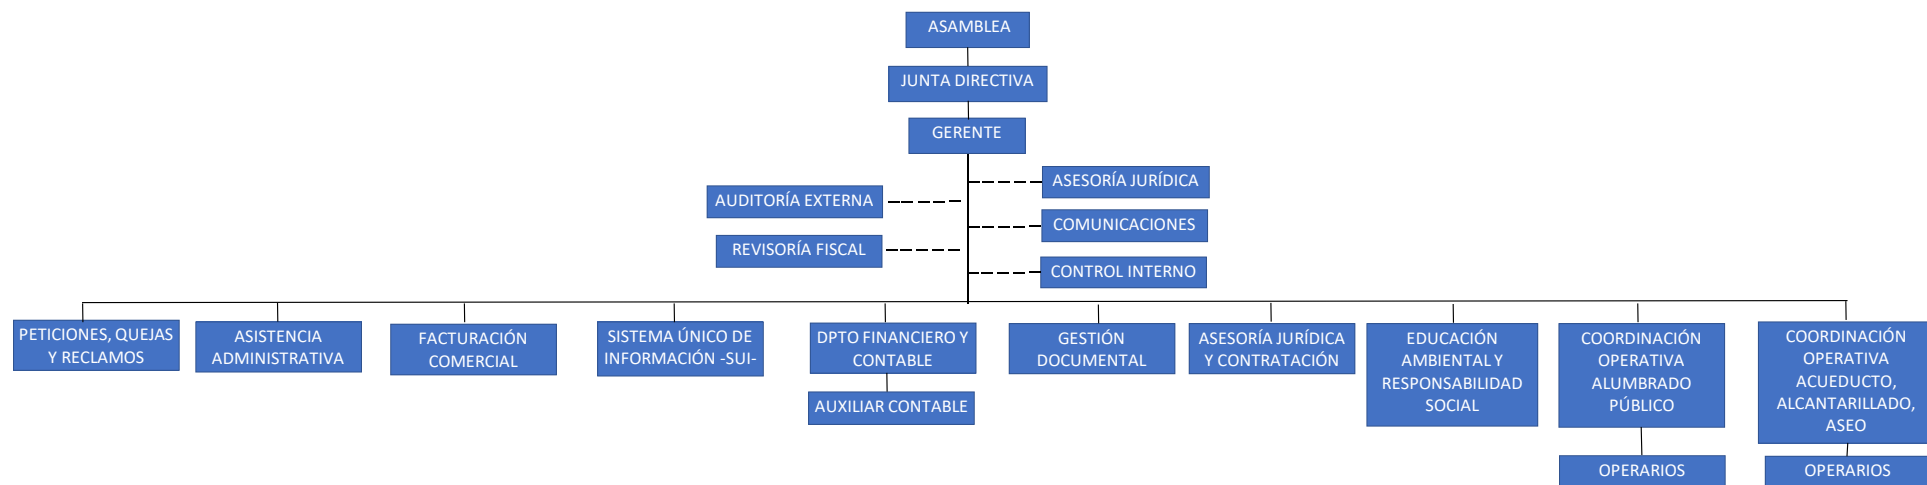 ASAMBLEA
JUNTA DIRECTIVA
GERENTE
ASESORÍA JURÍDICA
AUDITORÍA EXTERNA
COMUNICACIONES
REVISORÍA FISCAL
CONTROL INTERNO
PETICIONES, QUEJAS
Y RECLAMOS
ASISTENCIA
ADMINISTRATIVA
FACTURACIÓN
COMERCIAL
SISTEMA ÚNICO DE
INFORMACIÓN -SUI-
DPTO FINANCIERO Y
CONTABLE
AUXILIAR CONTABLE
GESTIÓN
DOCUMENTAL
ASESORÍA JURÍDICA
Y CONTRATACIÓN
EDUCACIÓN
AMBIENTAL Y
RESPONSABILIDAD
SOCIAL
COORDINACIÓN
OPERATIVA
ALUMBRADO
PÚBLICO
OPERARIOS
COORDINACIÓN
OPERATIVA
ACUEDUCTO,
ALCANTARILLADO,
ASEO
OPERARIOS